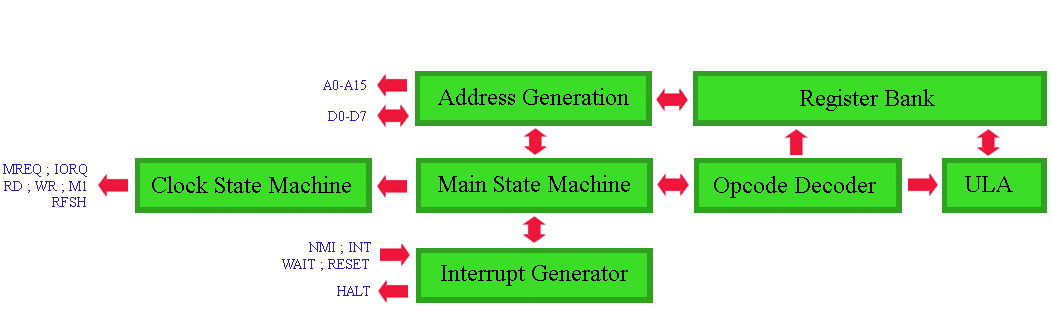 A0-A15
Address Generation
Register Bank
D0-D7
MREQ ; IORQ
RD ; WR ; M1
RFSH
Clock State Machine
Main State Machine
Opcode Decoder
ULA
NMI ; INT
WAIT ; RESET
Interrupt Generator
HALT